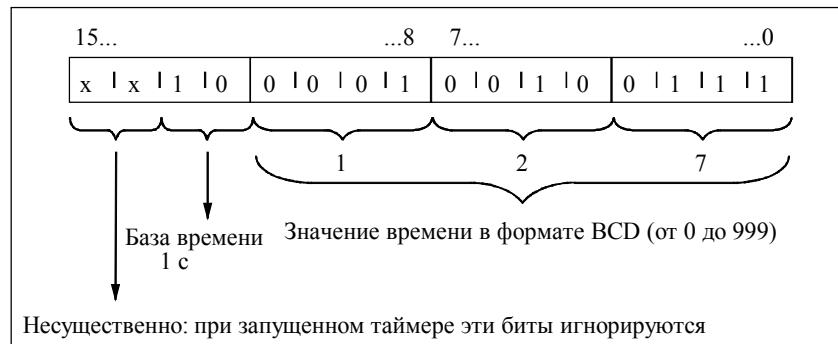 15... ...8 7... ...0
x x 1 0 0 0 0 1 0 0 1 0 0 1 1 1
1 2 7
База времени
1 с
Значение времени в формате BCD (от 0 до 999)
Несущественно: при запущенном таймере эти биты игнорируются